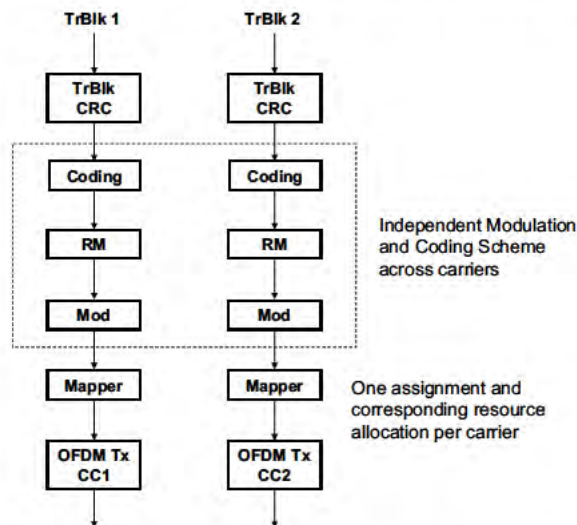 TrBlk 1
TrBlk 2
TrBlk
CRC
TrBlk
CRC
Coding
Coding
RM
RM
Independent Modulation
and Coding Scheme
across carriers
Mod
Mod
Mapper
Mapper
One assignment and
corresponding resource
allocation per carrier
OFDM Tx
CC1
OFDM Tx
CC2